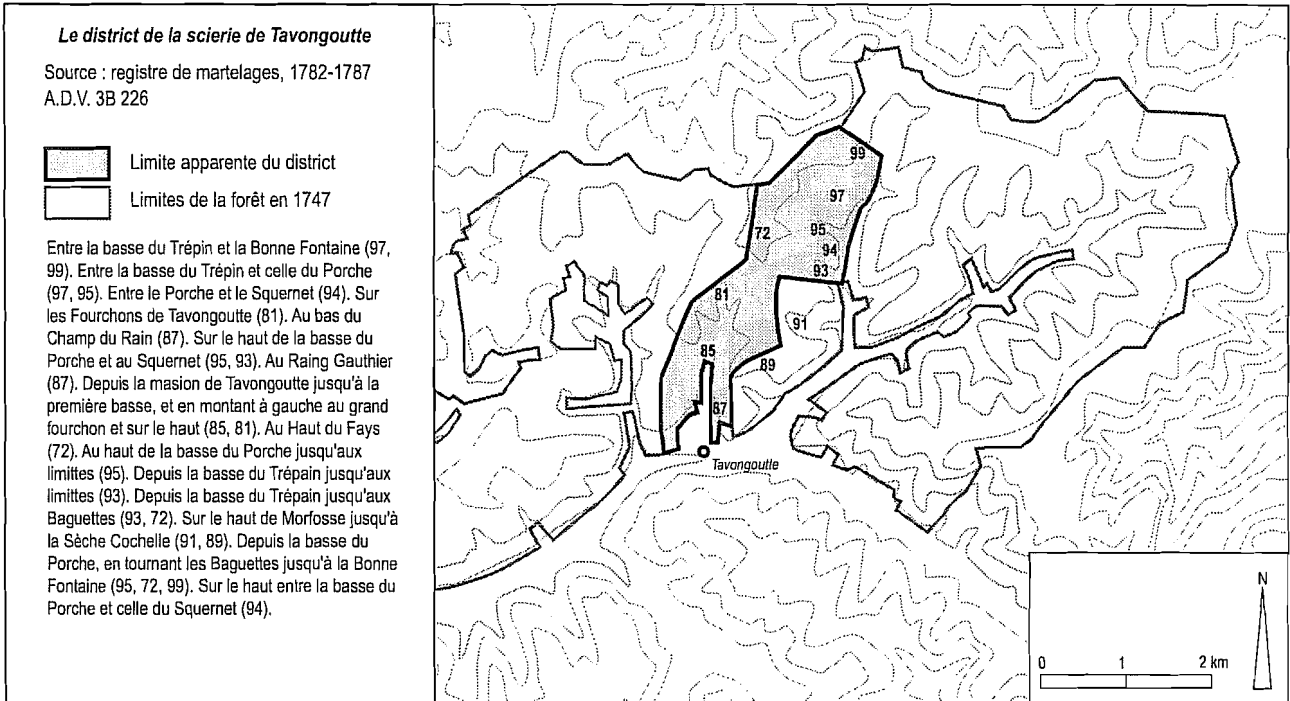 Le district de la scierie de Tavongoutte
Source : registre de martelages, 1782-1787
A.D.V. 3B 226
Limite apparente du district
Limites de la forêt en 1747
Entre la basse du Trépin et la Bonne Fontaine (97,
99). Entre la basse du Trépin et celle du Porche
(97, 95). Entre le Porche et le Squernet (94). Sur
les Fourchons de Tavongoutte (81). Au bas du
Champ du Rain (87). Sur le haut de la basse du
Porche et au Squernet (95, 93). Au Raing Gauthier
(87). Depuis la masion de Tavongoutte jusqu'à la
première basse, et en montant à gauche au grand
fourchon et sur le haut (85, 81). Au Haut du Fays
(72). Au haut de la basse du Porche jusqu'aux
limittes (95). Depuis la basse du Trépain jusqu'aux
limittes (93). Depuis la basse du Trépain jusqu'aux
Baguettes (93, 72). Sur le haut de Morfosse jusqu'à
la Sèche Cochelle (91, 89). Depuis la basse du
Porche, en tournant les Baguettes jusqu'à la Bonne
Fontaine (95, 72, 99). Sur le haut entre la basse du
Porche et celle du Squernet (94).
99
97
72
95
94
93
81
91
85
89
87
Tavongoutte
N
0 1 2 km